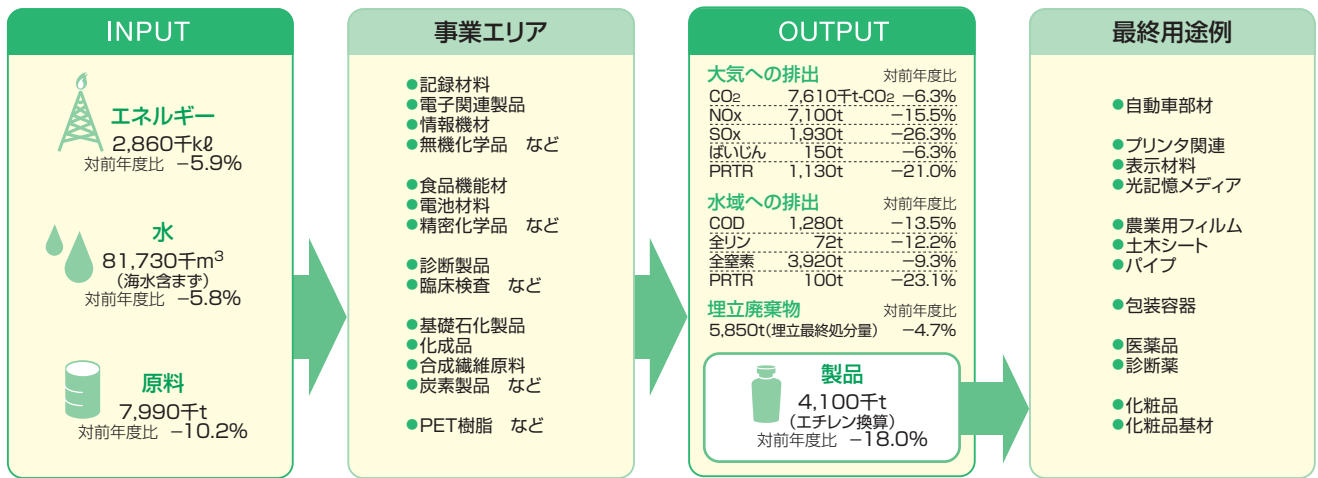 INPUT
エネルギー
2,860千kℓ
対前年度比 −5.9%
水
81,730千m³
(海水含まず)
対前年度比 −5.8%
原料
7,990千t
対前年度比 −10.2%
事業エリア
●記録材料
●電子関連製品
●情報機材
●無機化学品 など
●食品機能材
●電池材料
●精密化学品 など
●診断製品
●臨床検査 など
●基礎石化製品
●化成品
●合成繊維原料
●炭素製品 など
●PET樹脂 など
OUTPUT
大気への排出 対前年度比
CO₂ 7,610千t-CO₂ −6.3%
NOx 7,100t −15.5%
SOx 1,930t −26.3%
ばいじん 150t −6.3%
PRTR 1,130t −21.0%
水域への排出 対前年度比
COD 1,280t −13.5%
全リン 72t −12.2%
全窒素 3,920t −9.3%
PRTR 100t −23.1%
埋立廃棄物 対前年度比
5,850t(埋立最終処分量) −4.7%
製品
4,100千t
(エチレン換算)
対前年度比 −18.0%
最終用途例
●自動車部材
●プリンタ関連
●表示材料
●光記憶メディア
●農業用フィルム
●土木シート
●パイプ
●包装容器
●医薬品
●診断薬
●化粧品
●化粧品基材